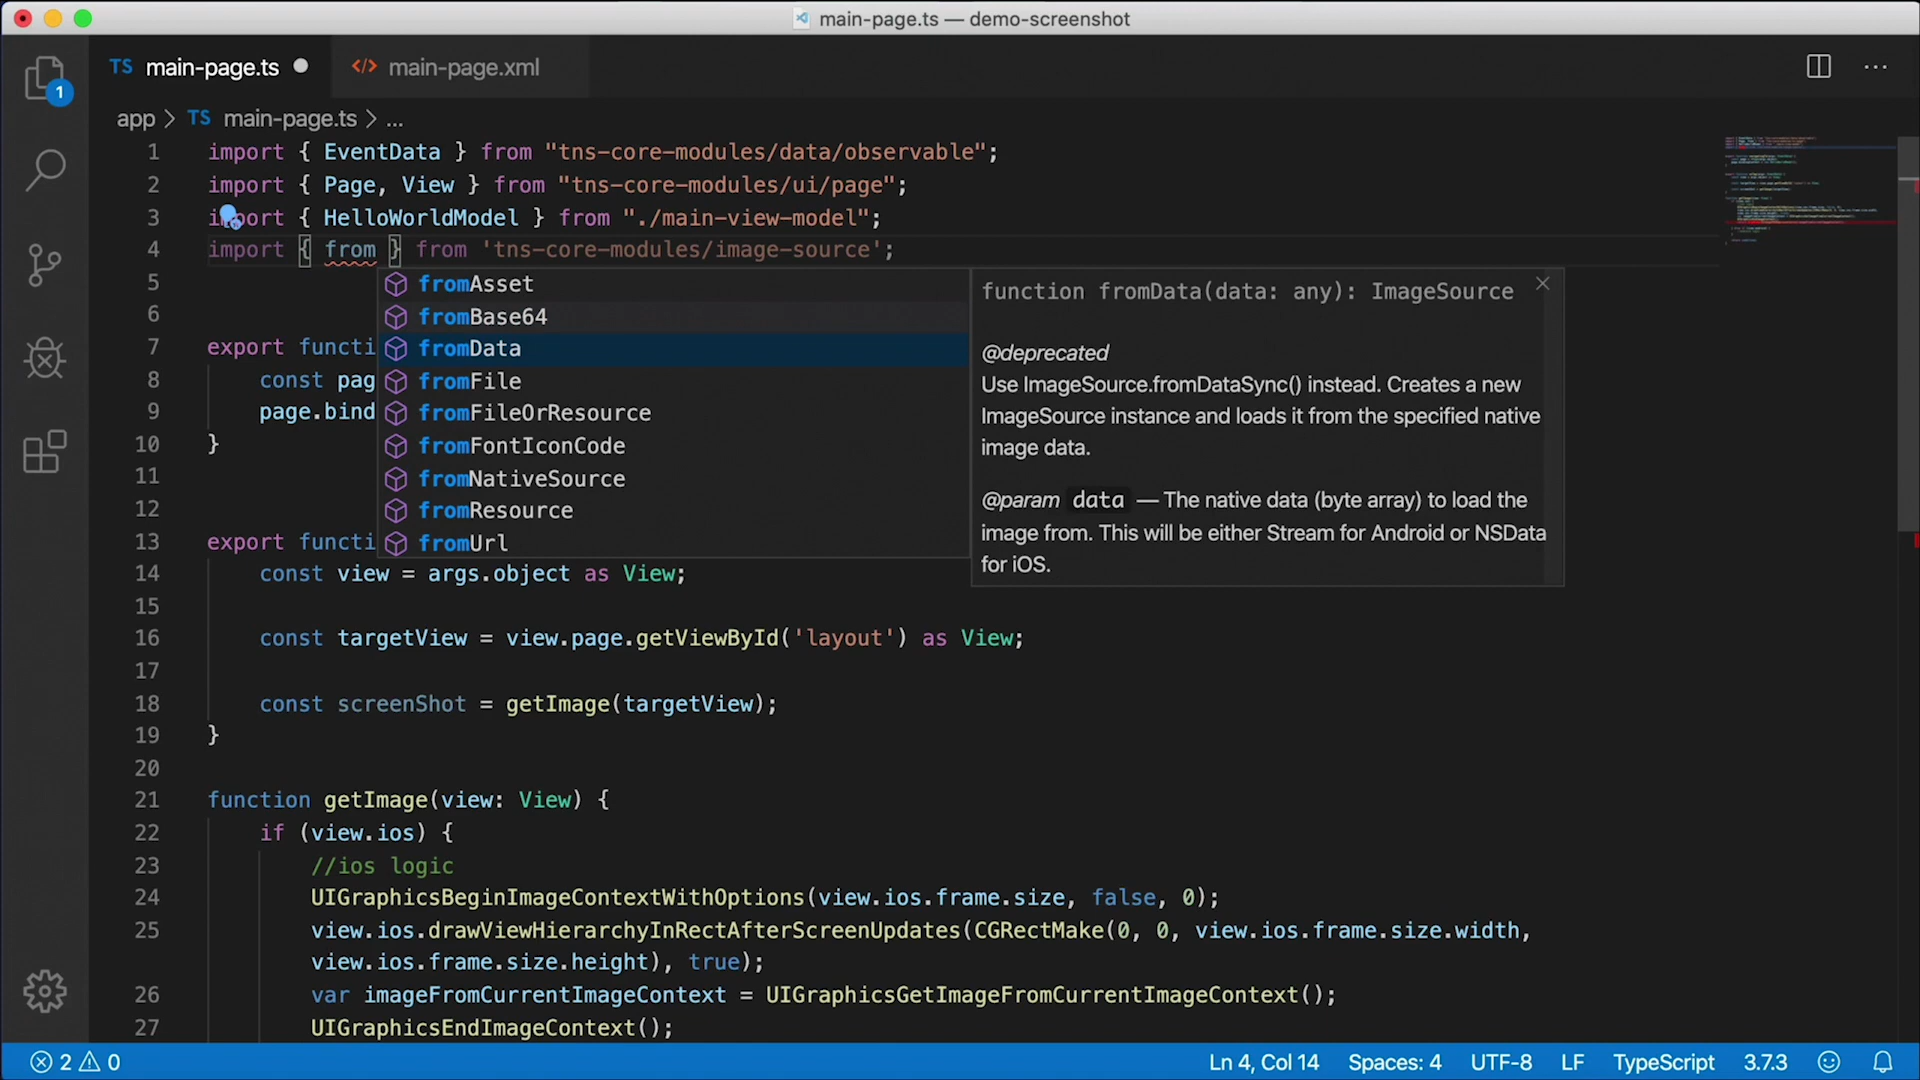 main-page.ts — demo-screenshot
TS main-page.ts
main-page.xml
1
app > TS main-page.ts > ...
1 import { EventData } from "tns-core-modules/data/observable";
2 import { Page, View } from "tns-core-modules/ui/page";
3 import { HelloWorldModel } from "./main-view-model";
4 import { from } from 'tns-core-modules/image-source';
5
6
7 export functi
8 const pag
9 page.bind
10 }
11
12
13 export functi
fromAsset
fromBase64
fromData
fromFile
fromFileOrResource
fromFontIconCode
fromNativeSource
fromResource
fromUrl
function fromData(data: any): ImageSource
@deprecated
Use ImageSource.fromDataSync() instead. Creates a new
ImageSource instance and loads it from the specified native
image data.
@param data — The native data (byte array) to load the
image from. This will be either Stream for Android or NSData
for iOS.
14 const view = args.object as View;
15
16 const targetView = view.page.getViewById('layout') as View;
17
18 const screenShot = getImage(targetView);
19 }
20
21 function getImage(view: View) {
22 if (view.ios) {
23 //ios logic
24 UIGraphicsBeginImageContextWithOptions(view.ios.frame.size, false, 0);
25 view.ios.drawViewHierarchyInRectAfterScreenUpdates(CGRectMake(0, 0, view.ios.frame.size.width,
view.ios.frame.size.height), true);
26 var imageFromCurrentImageContext = UIGraphicsGetImageFromCurrentImageContext();
27 UIGraphicsEndImageContext();
2 0
Ln 4, Col 14 Spaces: 4 UTF-8 LF TypeScript 3.7.3